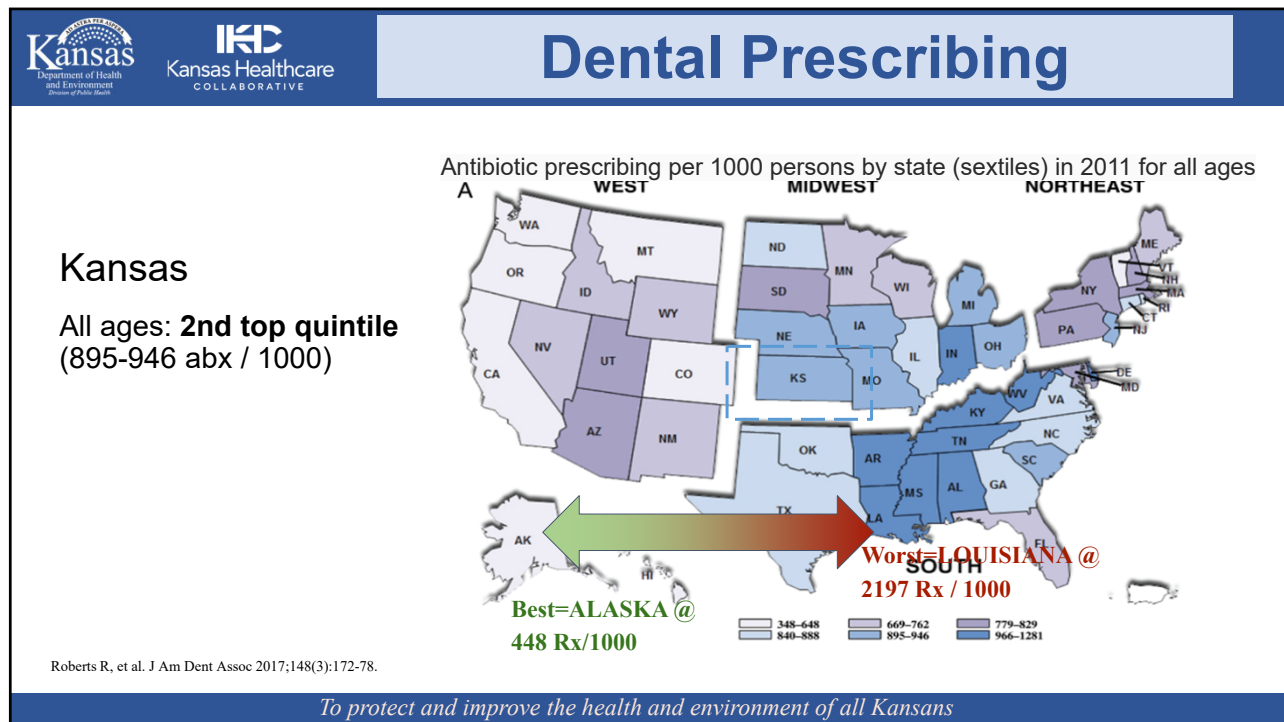 AD ASTRA PER ASPERA
Kansas
Department of Health
and Environment
Division of Public Health
KHC
Kansas Healthcare
COLLABORATIVE
Dental Prescribing
Kansas
All ages: 2nd top quintile
(895-946 abx / 1000)
Antibiotic prescribing per 1000 persons by state (sextiles) in 2011 for all ages
A
WEST
MIDWEST
NORTHEAST
WA
MT
OR
ID
WY
NV
UT
CO
CA
AZ
NM
ND
MN
SD
WI
MI
NE
IA
IL
IN
OH
KS
MO
ME
VT
NH
NY
MA
RI
CT
PA
NJ
DE
MD
WV
VA
KY
NC
TN
SC
OK
AR
MS
AL
GA
TX
LA
FL
AK
HI
SOUTH
Worst=LOUISIANA @
2197 Rx / 1000
Best=ALASKA @
448 Rx/1000
348–648
669–762
779–829
840–888
895–946
966–1281
Roberts R, et al. J Am Dent Assoc 2017;148(3):172-78.
To protect and improve the health and environment of all Kansans